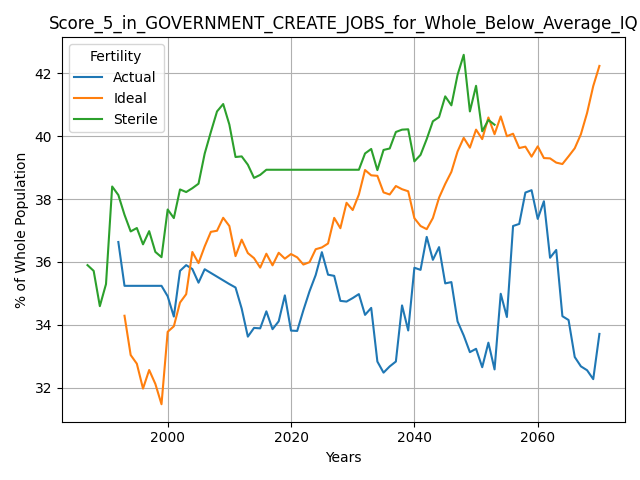 Score_5_in_GOVERNMENT_CREATE_JOBS_for_Whole_Below_Average_IQ
Fertility
Actual
Ideal
Sterile
% of Whole Population
42
40
38
36
34
32
2000
2020
2040
2060
Years